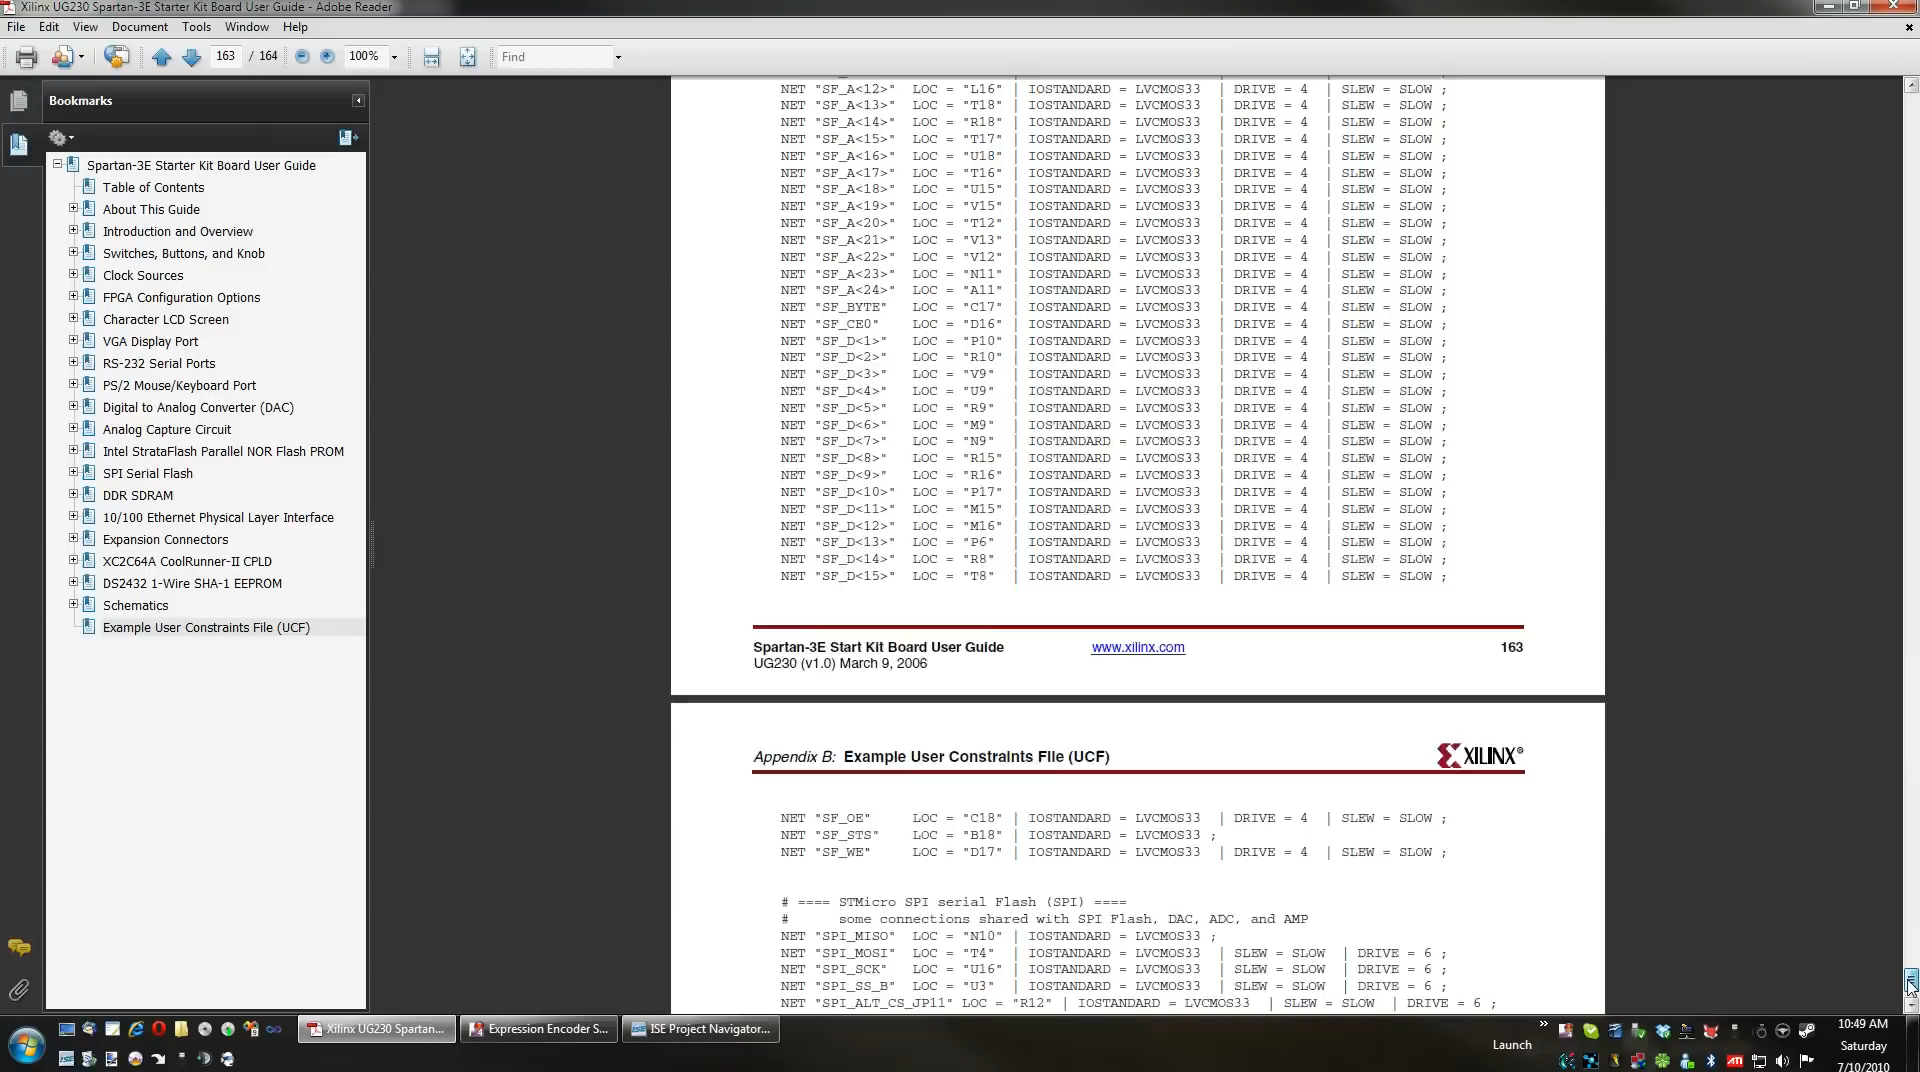 Xilinx UG230 Spartan-3E Starter Kit Board User Guide - Adobe Reader
File Edit View Document Tools Window Help
163 / 164 100% Find
Bookmarks
Spartan-3E Starter Kit Board User Guide
Table of Contents
About This Guide
Introduction and Overview
Switches, Buttons, and Knob
Clock Sources
FPGA Configuration Options
Character LCD Screen
VGA Display Port
RS-232 Serial Ports
PS/2 Mouse/Keyboard Port
Digital to Analog Converter (DAC)
Analog Capture Circuit
Intel StrataFlash Parallel NOR Flash PROM
SPI Serial Flash
DDR SDRAM
10/100 Ethernet Physical Layer Interface
Expansion Connectors
XC2C64A CoolRunner-II CPLD
DS2432 1-Wire SHA-1 EEPROM
Schematics
Example User Constraints File (UCF)
NET "SF_A<12>" LOC = "L16" | IOSTANDARD = LVCMOS33 | DRIVE = 4 | SLEW = SLOW ;
NET "SF_A<13>" LOC = "T18" | IOSTANDARD = LVCMOS33 | DRIVE = 4 | SLEW = SLOW ;
NET "SF_A<14>" LOC = "R18" | IOSTANDARD = LVCMOS33 | DRIVE = 4 | SLEW = SLOW ;
NET "SF_A<15>" LOC = "T17" | IOSTANDARD = LVCMOS33 | DRIVE = 4 | SLEW = SLOW ;
NET "SF_A<16>" LOC = "U18" | IOSTANDARD = LVCMOS33 | DRIVE = 4 | SLEW = SLOW ;
NET "SF_A<17>" LOC = "T16" | IOSTANDARD = LVCMOS33 | DRIVE = 4 | SLEW = SLOW ;
NET "SF_A<18>" LOC = "U15" | IOSTANDARD = LVCMOS33 | DRIVE = 4 | SLEW = SLOW ;
NET "SF_A<19>" LOC = "V15" | IOSTANDARD = LVCMOS33 | DRIVE = 4 | SLEW = SLOW ;
NET "SF_A<20>" LOC = "T12" | IOSTANDARD = LVCMOS33 | DRIVE = 4 | SLEW = SLOW ;
NET "SF_A<21>" LOC = "V13" | IOSTANDARD = LVCMOS33 | DRIVE = 4 | SLEW = SLOW ;
NET "SF_A<22>" LOC = "V12" | IOSTANDARD = LVCMOS33 | DRIVE = 4 | SLEW = SLOW ;
NET "SF_A<23>" LOC = "N11" | IOSTANDARD = LVCMOS33 | DRIVE = 4 | SLEW = SLOW ;
NET "SF_A<24>" LOC = "A11" | IOSTANDARD = LVCMOS33 | DRIVE = 4 | SLEW = SLOW ;
NET "SF_BYTE" LOC = "C17" | IOSTANDARD = LVCMOS33 | DRIVE = 4 | SLEW = SLOW ;
NET "SF_CE0" LOC = "D16" | IOSTANDARD = LVCMOS33 | DRIVE = 4 | SLEW = SLOW ;
NET "SF_D<1>" LOC = "P10" | IOSTANDARD = LVCMOS33 | DRIVE = 4 | SLEW = SLOW ;
NET "SF_D<2>" LOC = "R10" | IOSTANDARD = LVCMOS33 | DRIVE = 4 | SLEW = SLOW ;
NET "SF_D<3>" LOC = "V9" | IOSTANDARD = LVCMOS33 | DRIVE = 4 | SLEW = SLOW ;
NET "SF_D<4>" LOC = "U9" | IOSTANDARD = LVCMOS33 | DRIVE = 4 | SLEW = SLOW ;
NET "SF_D<5>" LOC = "R9" | IOSTANDARD = LVCMOS33 | DRIVE = 4 | SLEW = SLOW ;
NET "SF_D<6>" LOC = "M9" | IOSTANDARD = LVCMOS33 | DRIVE = 4 | SLEW = SLOW ;
NET "SF_D<7>" LOC = "N9" | IOSTANDARD = LVCMOS33 | DRIVE = 4 | SLEW = SLOW ;
NET "SF_D<8>" LOC = "R15" | IOSTANDARD = LVCMOS33 | DRIVE = 4 | SLEW = SLOW ;
NET "SF_D<9>" LOC = "R16" | IOSTANDARD = LVCMOS33 | DRIVE = 4 | SLEW = SLOW ;
NET "SF_D<10>" LOC = "P17" | IOSTANDARD = LVCMOS33 | DRIVE = 4 | SLEW = SLOW ;
NET "SF_D<11>" LOC = "M15" | IOSTANDARD = LVCMOS33 | DRIVE = 4 | SLEW = SLOW ;
NET "SF_D<12>" LOC = "M16" | IOSTANDARD = LVCMOS33 | DRIVE = 4 | SLEW = SLOW ;
NET "SF_D<13>" LOC = "P6" | IOSTANDARD = LVCMOS33 | DRIVE = 4 | SLEW = SLOW ;
NET "SF_D<14>" LOC = "R8" | IOSTANDARD = LVCMOS33 | DRIVE = 4 | SLEW = SLOW ;
NET "SF_D<15>" LOC = "T8" | IOSTANDARD = LVCMOS33 | DRIVE = 4 | SLEW = SLOW ;
Spartan-3E Start Kit Board User Guide www.xilinx.com 163
UG230 (v1.0) March 9, 2006
Appendix B: Example User Constraints File (UCF) XILINX®
NET "SF_OE" LOC = "C18" | IOSTANDARD = LVCMOS33 | DRIVE = 4 | SLEW = SLOW ;
NET "SF_STS" LOC = "B18" | IOSTANDARD = LVCMOS33 ;
NET "SF_WE" LOC = "D17" | IOSTANDARD = LVCMOS33 | DRIVE = 4 | SLEW = SLOW ;
# ==== STMicro SPI serial Flash (SPI) ====
# some connections shared with SPI Flash, DAC, ADC, and AMP
NET "SPI_MISO" LOC = "N10" | IOSTANDARD = LVCMOS33 ;
NET "SPI_MOSI" LOC = "T4" | IOSTANDARD = LVCMOS33 | SLEW = SLOW | DRIVE = 6 ;
NET "SPI_SCK" LOC = "U16" | IOSTANDARD = LVCMOS33 | SLEW = SLOW | DRIVE = 6 ;
NET "SPI_SS_B" LOC = "U3" | IOSTANDARD = LVCMOS33 | SLEW = SLOW | DRIVE = 6 ;
NET "SPI_ALT_CS_JP11" LOC = "R12" | IOSTANDARD = LVCMOS33 | SLEW = SLOW | DRIVE = 6 ;
Xilinx UG230 Spartan... Expression Encoder S... ISE Project Navigator...
Launch
10:49 AM
Saturday
7/10/2010